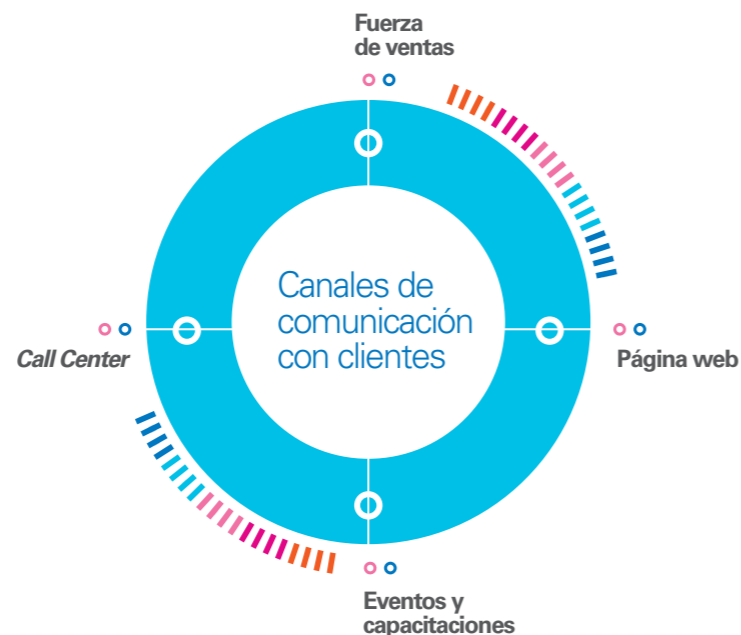 Fuerza
de ventas
Canales de
comunicación
con clientes
Call Center
Página web
Eventos y
capacitaciones